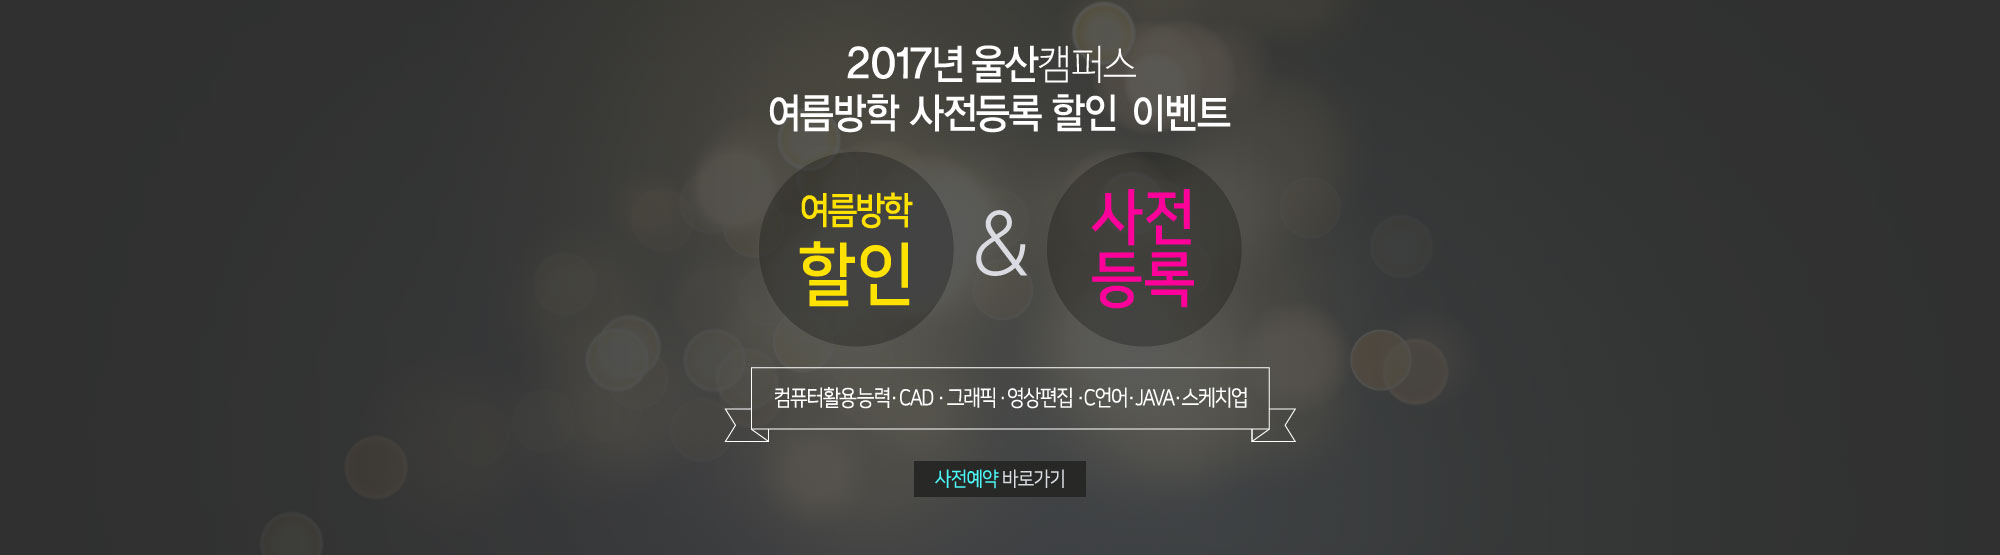 2017년 울산캠퍼스
여름방학 사전등록 할인 이벤트
여름방학
할인
&
사전
등록
컴퓨터활용능력· CAD · 그래픽 · 영상편집 ·C언어· JAVA· 스케치업
사전예약 바로가기